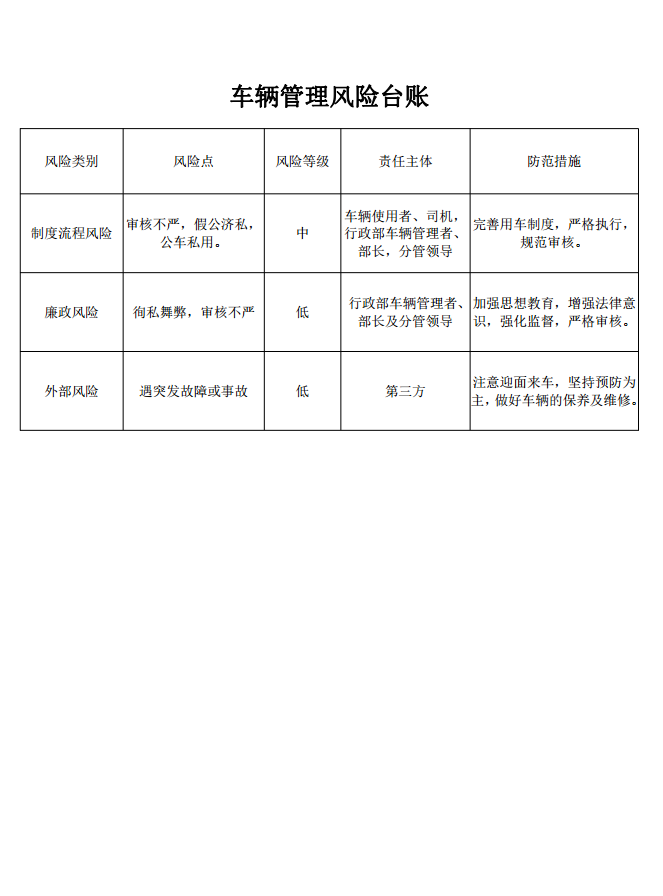 车辆管理风险台账
风险类别 风险点 风险等级 责任主体 防范措施
制度流程风险
审核不严，假公济私，
公车私用。
中
车辆使用者、司机，
行政部车辆管理者、
部长，分管领导
完善用车制度，严格执行，
规范审核。
廉政风险
徇私舞弊，审核不严
低
行政部车辆管理者、
部长及分管领导
加强思想教育，增强法律意
识，强化监督，严格审核。
外部风险
遇突发故障或事故
低
第三方
注意迎面来车，坚持预防为
主，做好车辆的保养及维修。